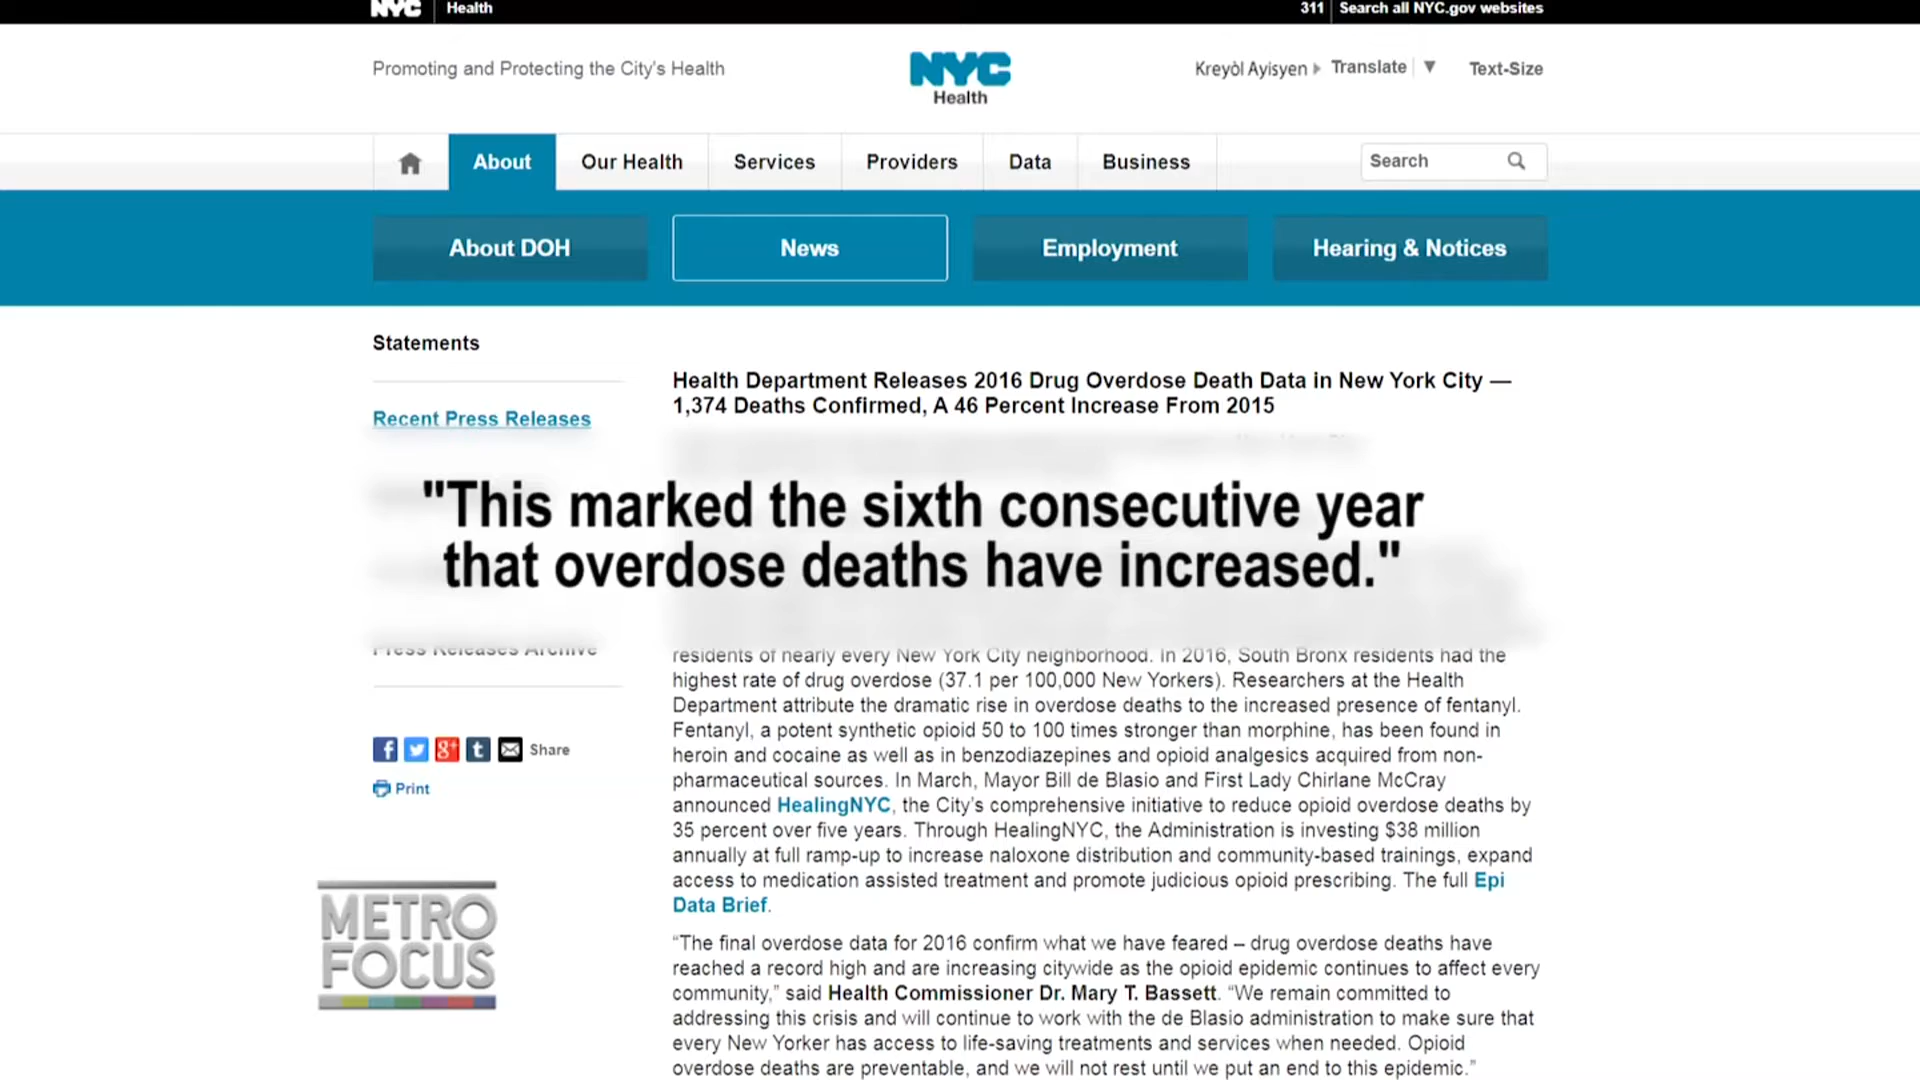 NYC Health 311 Search all NYC.gov websites
Promoting and Protecting the City's Health
NYC
Health
Kreyòl Ayisyen Translate ▼ Text-Size
About Our Health Services Providers Data Business Search
About DOH News Employment Hearing & Notices
Statements
Recent Press Releases
Health Department Releases 2016 Drug Overdose Death Data in New York City —
1,374 Deaths Confirmed, A 46 Percent Increase From 2015
"This marked the sixth consecutive year
that overdose deaths have increased."
Press Releases Archive
residents of nearly every New York City neighborhood. In 2016, South Bronx residents had the
highest rate of drug overdose (37.1 per 100,000 New Yorkers). Researchers at the Health
Department attribute the dramatic rise in overdose deaths to the increased presence of fentanyl.
Fentanyl, a potent synthetic opioid 50 to 100 times stronger than morphine, has been found in
heroin and cocaine as well as in benzodiazepines and opioid analgesics acquired from non-
pharmaceutical sources. In March, Mayor Bill de Blasio and First Lady Chirlane McCray
announced HealingNYC, the City's comprehensive initiative to reduce opioid overdose deaths by
35 percent over five years. Through HealingNYC, the Administration is investing $38 million
annually at full ramp-up to increase naloxone distribution and community-based trainings, expand
access to medication assisted treatment and promote judicious opioid prescribing. The full Epi
Data Brief.
Share
Print
METRO
FOCUS
“The final overdose data for 2016 confirm what we have feared – drug overdose deaths have
reached a record high and are increasing citywide as the opioid epidemic continues to affect every
community,” said Health Commissioner Dr. Mary T. Bassett. “We remain committed to
addressing this crisis and will continue to work with the de Blasio administration to make sure that
every New Yorker has access to life-saving treatments and services when needed. Opioid
overdose deaths are preventable, and we will not rest until we put an end to this epidemic.”